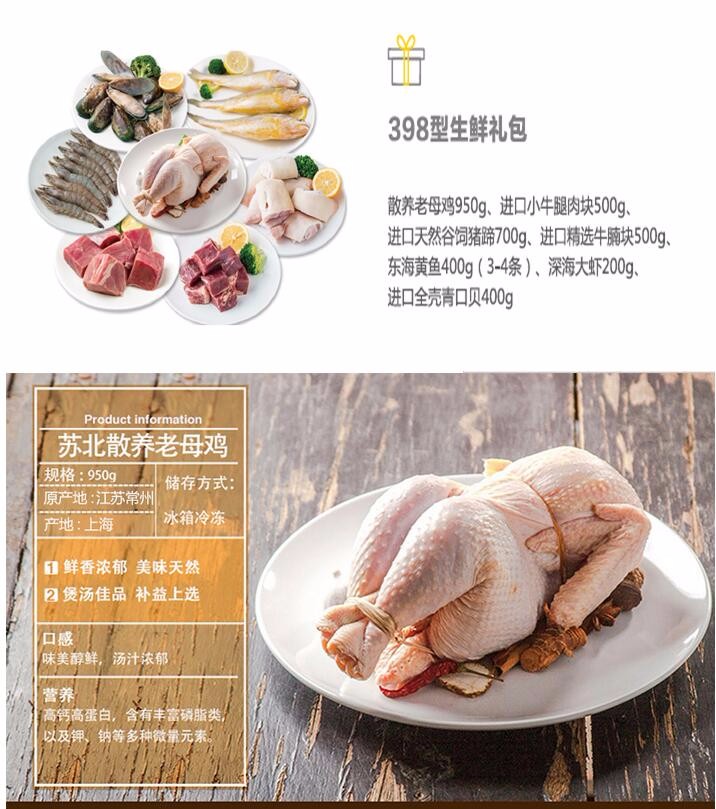 398型生鲜礼包
散养老母鸡950g、进口小牛腿肉块500g、
进口天然谷饲猪蹄700g、进口精选牛腩块500g、
东海黄鱼400g（3-4条）、深海大虾200g、
进口全壳青口贝400g
Product information
苏北散养老母鸡
规格：950g
原产地：江苏常州
产地：上海
储存方式：
冰箱冷冻
1 鲜香浓郁 美味天然
2 煲汤佳品 补益上选
口感
味美醇鲜，汤汁浓郁
营养
高钙高蛋白，含有丰富磷脂类，
以及钾、钠等多种微量元素。